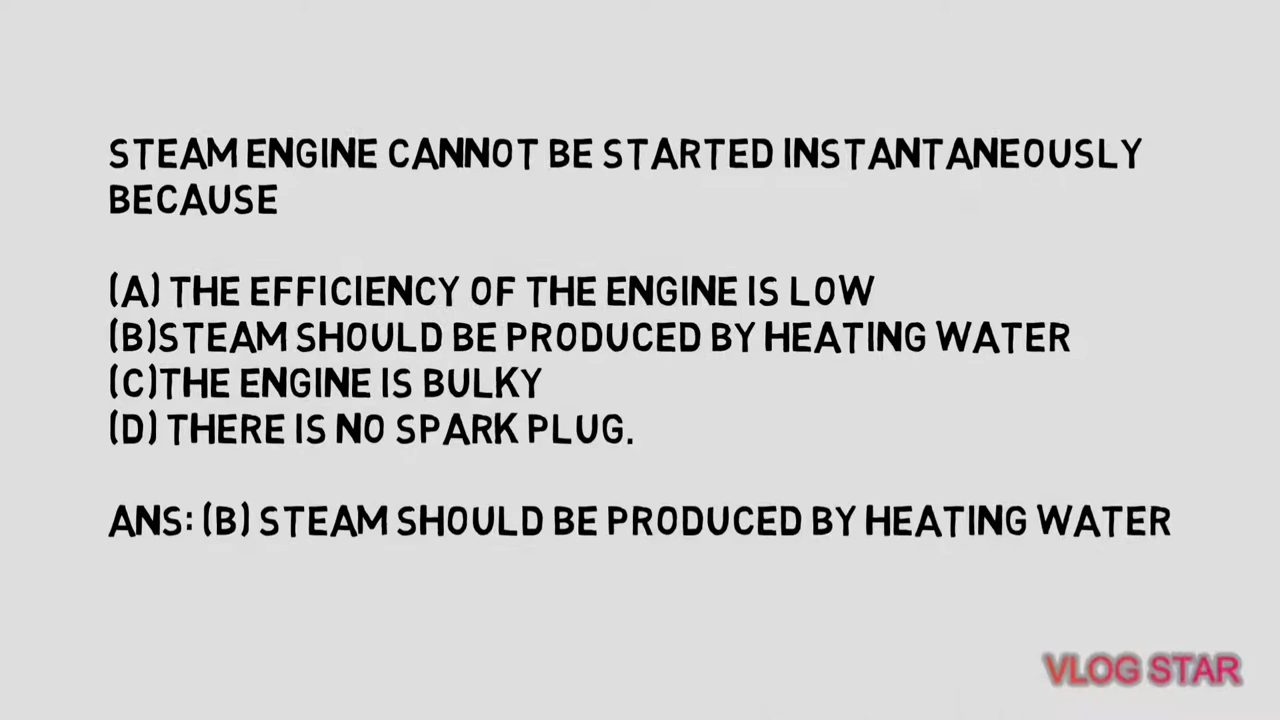 STEAM ENGINE CANNOT BE STARTED INSTANTANEOUSLY
BECAUSE
(A) THE EFFICIENCY OF THE ENGINE IS LOW
(B)STEAM SHOULD BE PRODUCED BY HEATING WATER
(C)THE ENGINE IS BULKY
(D) THERE IS NO SPARK PLUG.
ANS: (B) STEAM SHOULD BE PRODUCED BY HEATING WATER
VLOG STAR